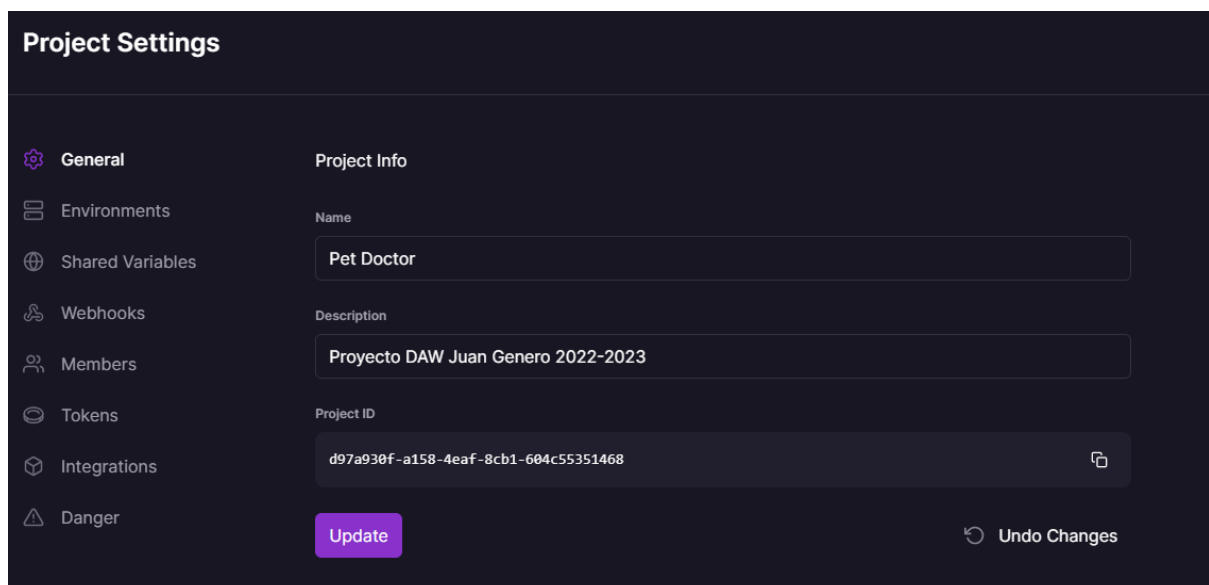 Project Settings
General
Environments
Shared Variables
Webhooks
Members
Tokens
Integrations
Danger
Project Info
Name
Pet Doctor
Description
Proyecto DAW Juan Genero 2022-2023
Project ID
d97a930f-a158-4eaf-8cb1-604c55351468
Update
Undo Changes